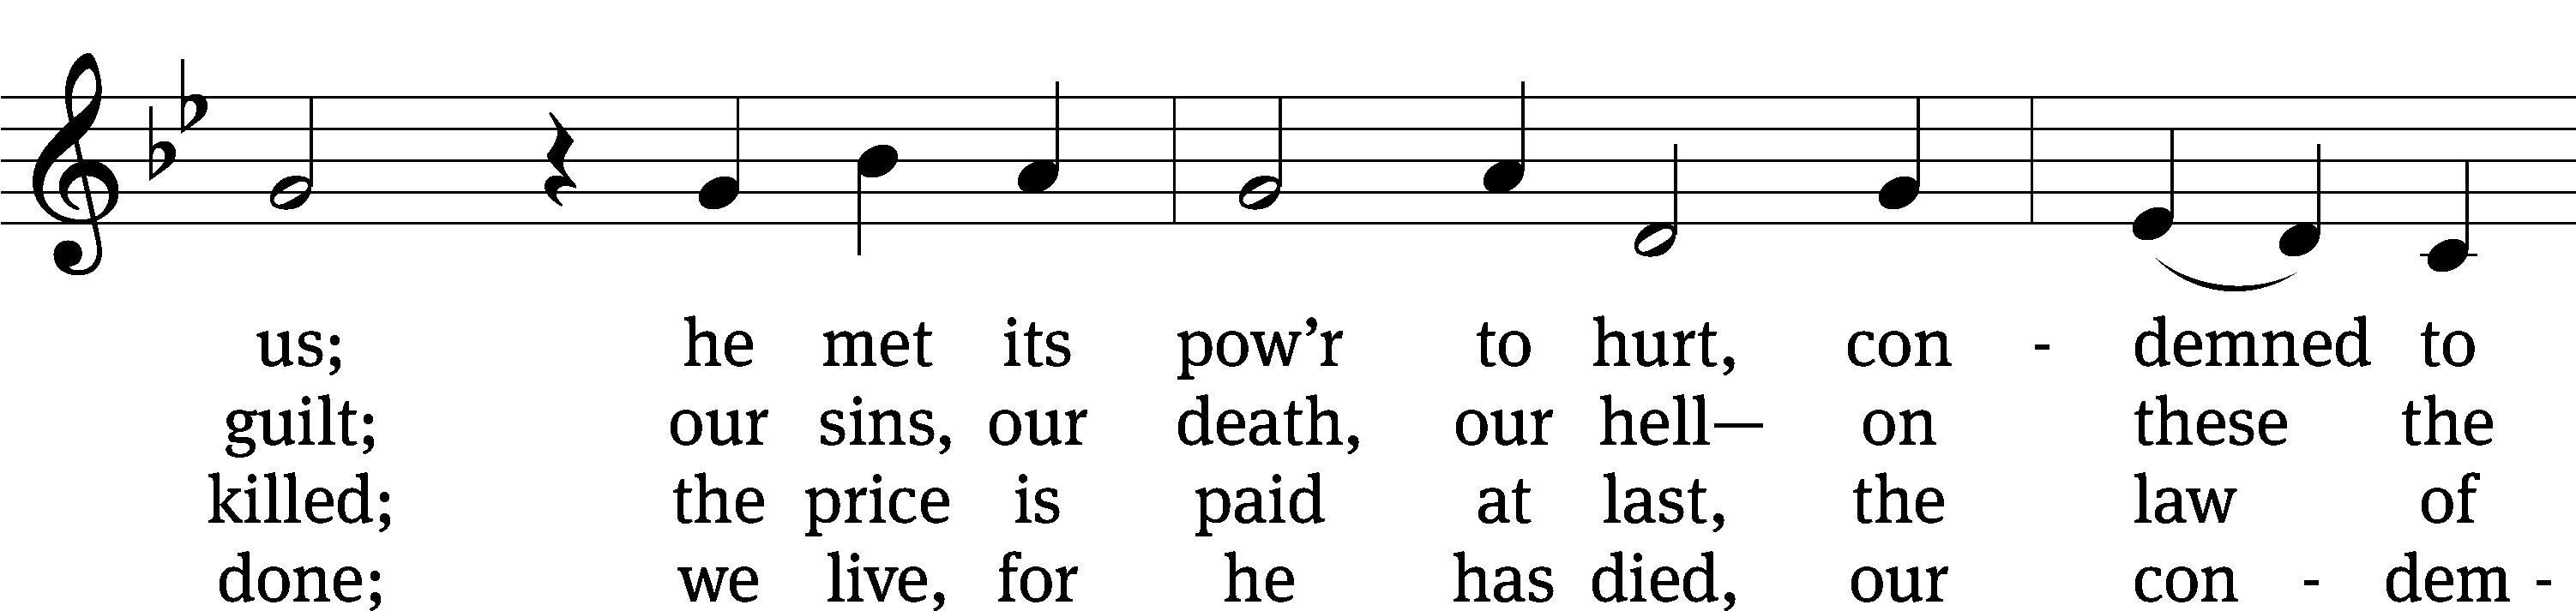 us; he met its pow’r to hurt, con - demned to
guilt; our sins, our death, our hell— on these the
killed; the price is paid at last, the law of
done; we live, for he has died, our con - dem -